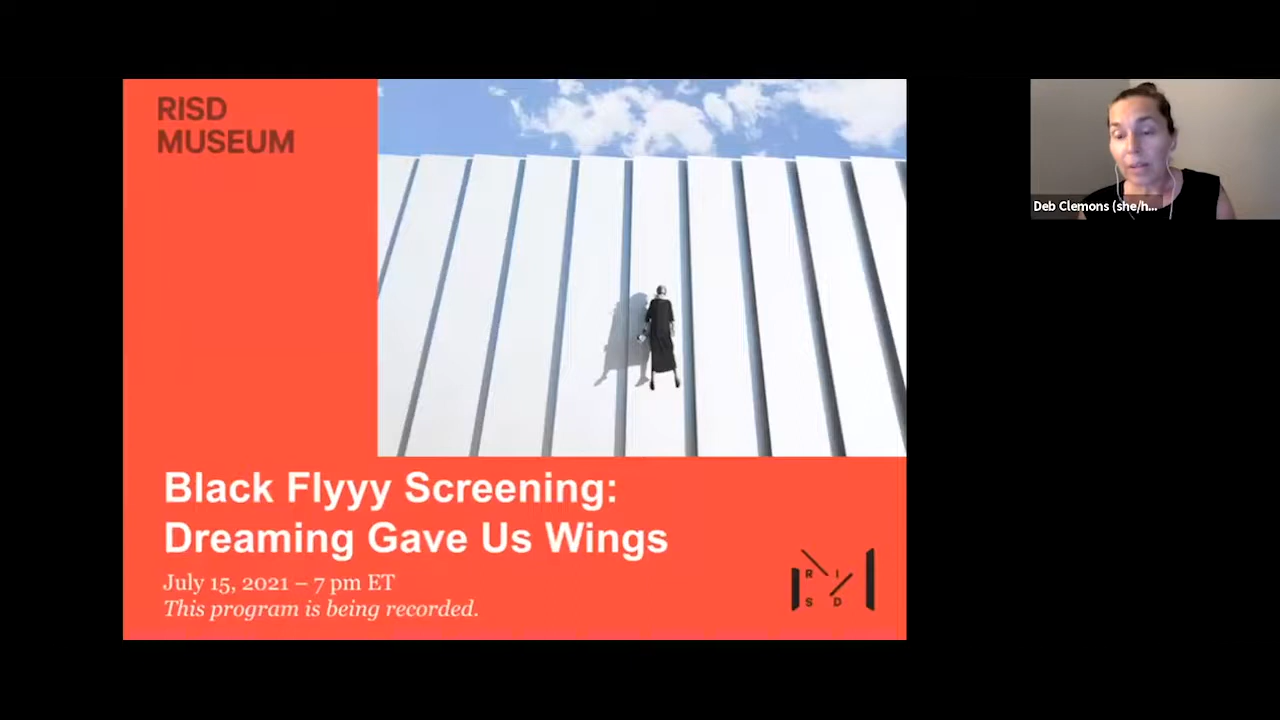 RISD
MUSEUM
Deb Clemons (she/h...
Black Flyyy Screening:
Dreaming Gave Us Wings
July 15, 2021 – 7 pm ET
This program is being recorded.
R I
S D